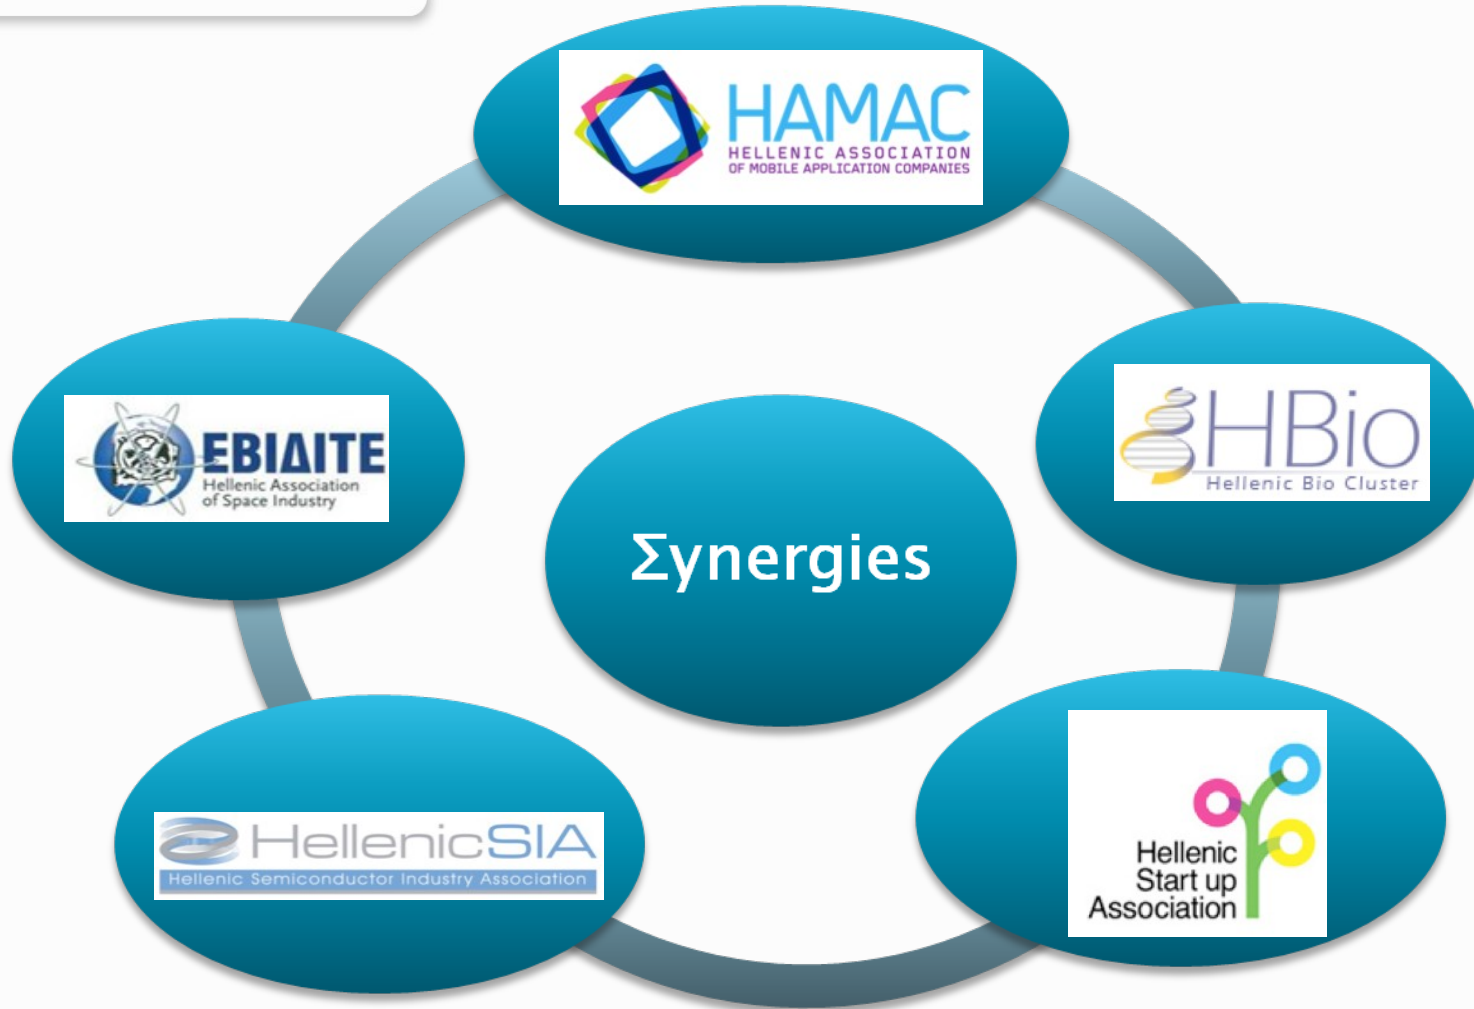 HAMAC
HELLENIC ASSOCIATION
OF MOBILE APPLICATION COMPANIES
HBio
Hellenic Bio Cluster
Hellenic
Start up
Association
HellenicSIA
Hellenic Semiconductor Industry Association
ΕΒΙΔΙΤΕ
Hellenic Association
of Space Industry
Σynergies